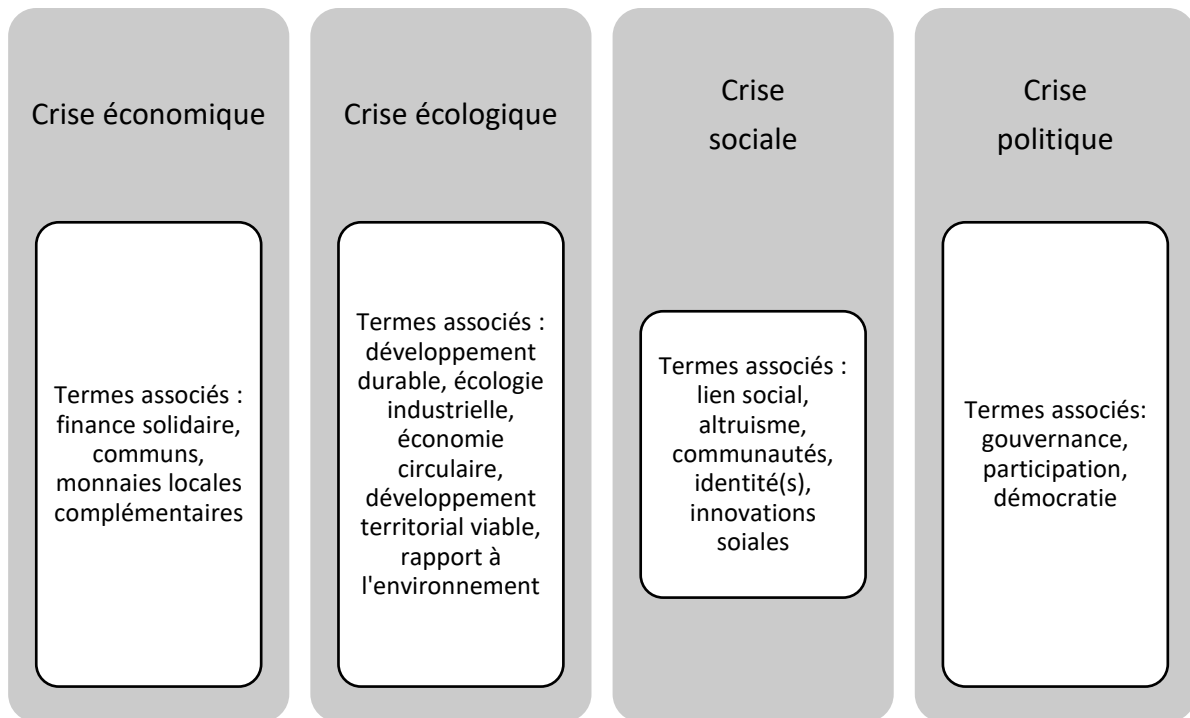 Crise économique
Termes associés :
finance solidaire,
communs,
monnaies locales
complémentaires
Crise écologique
Termes associés :
développement
durable, écologie
industrielle,
économie
circulaire,
développement
territorial viable,
rapport à
l'environnement
Crise
sociale
Termes associés :
lien social,
altruisme,
communautés,
identité(s),
innovations
soiales
Crise
politique
Termes associés:
gouvernance,
participation,
démocratie